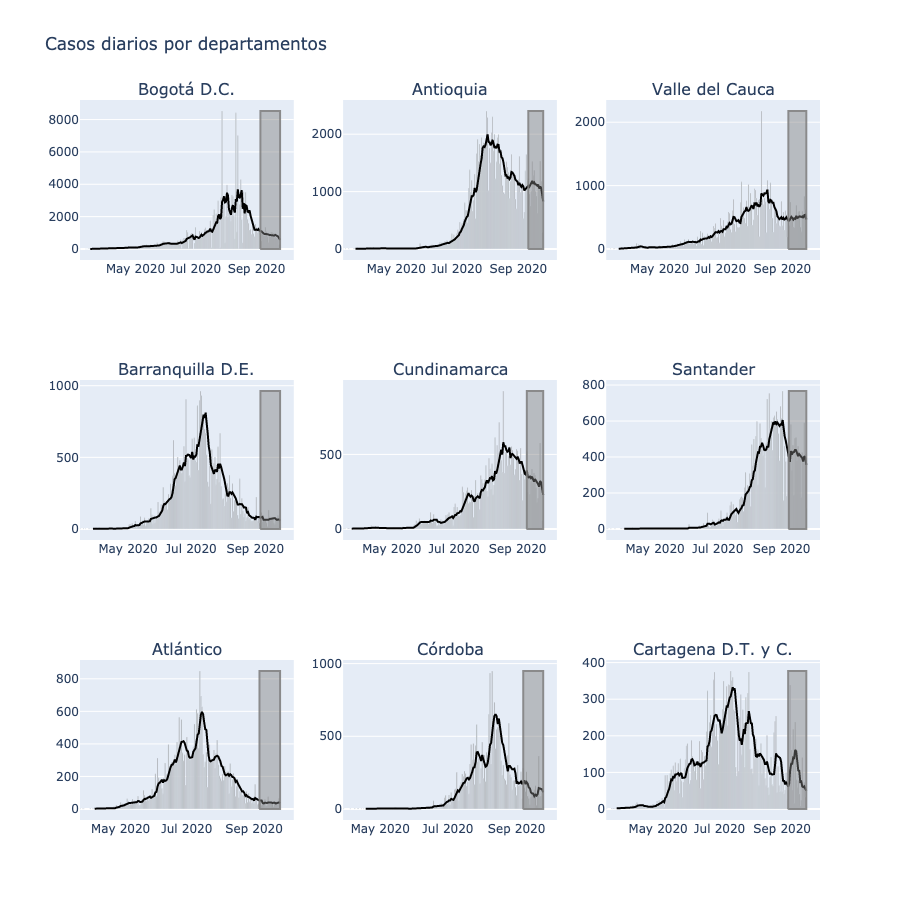 Casos diarios por departamentos
Bogotá D.C.
8000
6000
4000
2000
0
May 2020 Jul 2020 Sep 2020
Antioquia
2000
1000
0
May 2020 Jul 2020 Sep 2020
Valle del Cauca
2000
1000
0
May 2020 Jul 2020 Sep 2020
Barranquilla D.E.
1000
500
0
May 2020 Jul 2020 Sep 2020
Cundinamarca
500
0
May 2020 Jul 2020 Sep 2020
Santander
800
600
400
200
0
May 2020 Jul 2020 Sep 2020
Atlántico
800
600
400
200
0
May 2020 Jul 2020 Sep 2020
Córdoba
1000
500
0
May 2020 Jul 2020 Sep 2020
Cartagena D.T. y C.
400
300
200
100
0
May 2020 Jul 2020 Sep 2020